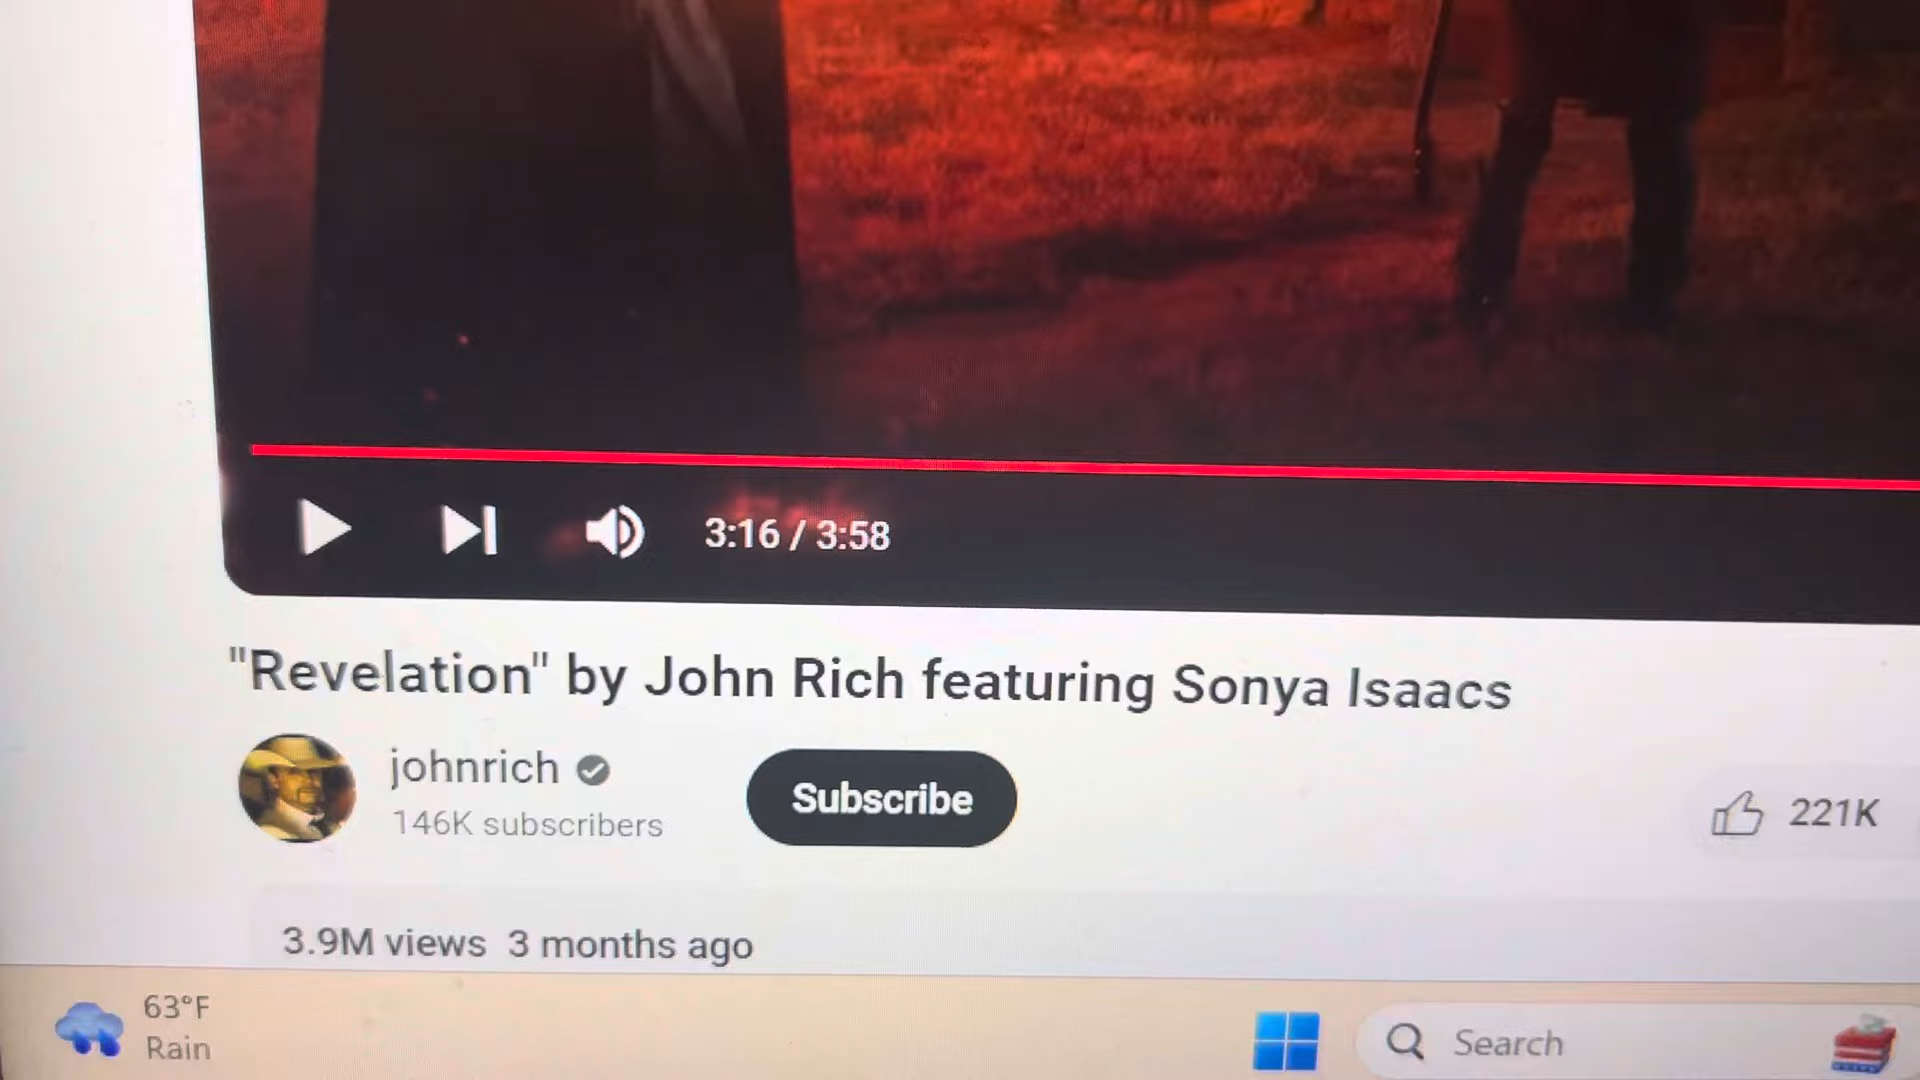 3:16 / 3:58
"Revelation" by John Rich featuring Sonya Isaacs
johnrich
146K subscribers
Subscribe
221K
3.9M views 3 months ago
63°F
Rain
Search